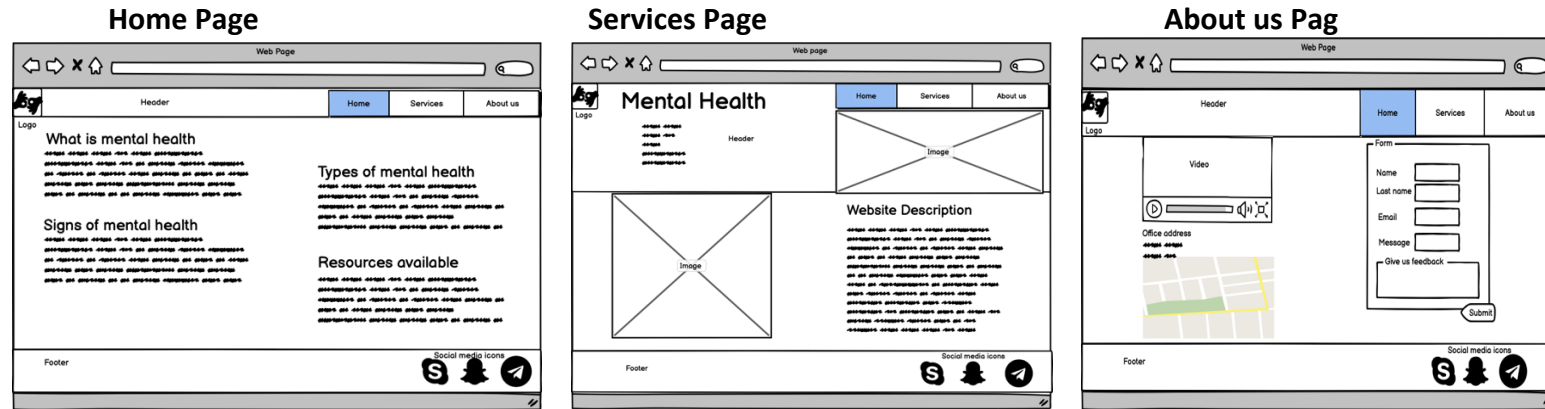 Home Page
Web Page
Header
Home
Services
About us
Logo
What is mental health
Types of mental health
Signs of mental health
Resources available
Footer
Social media icons
Services Page
Web page
Mental Health
Home
Services
About us
Logo
Header
Image
Website Description
Image
Footer
Social media icons
About us Pag
Web Page
Header
Home
Services
About us
Logo
Video
Form
Name
Last name
Email
Message
Office address
Give us feedback
Submit
Footer
Social media icons